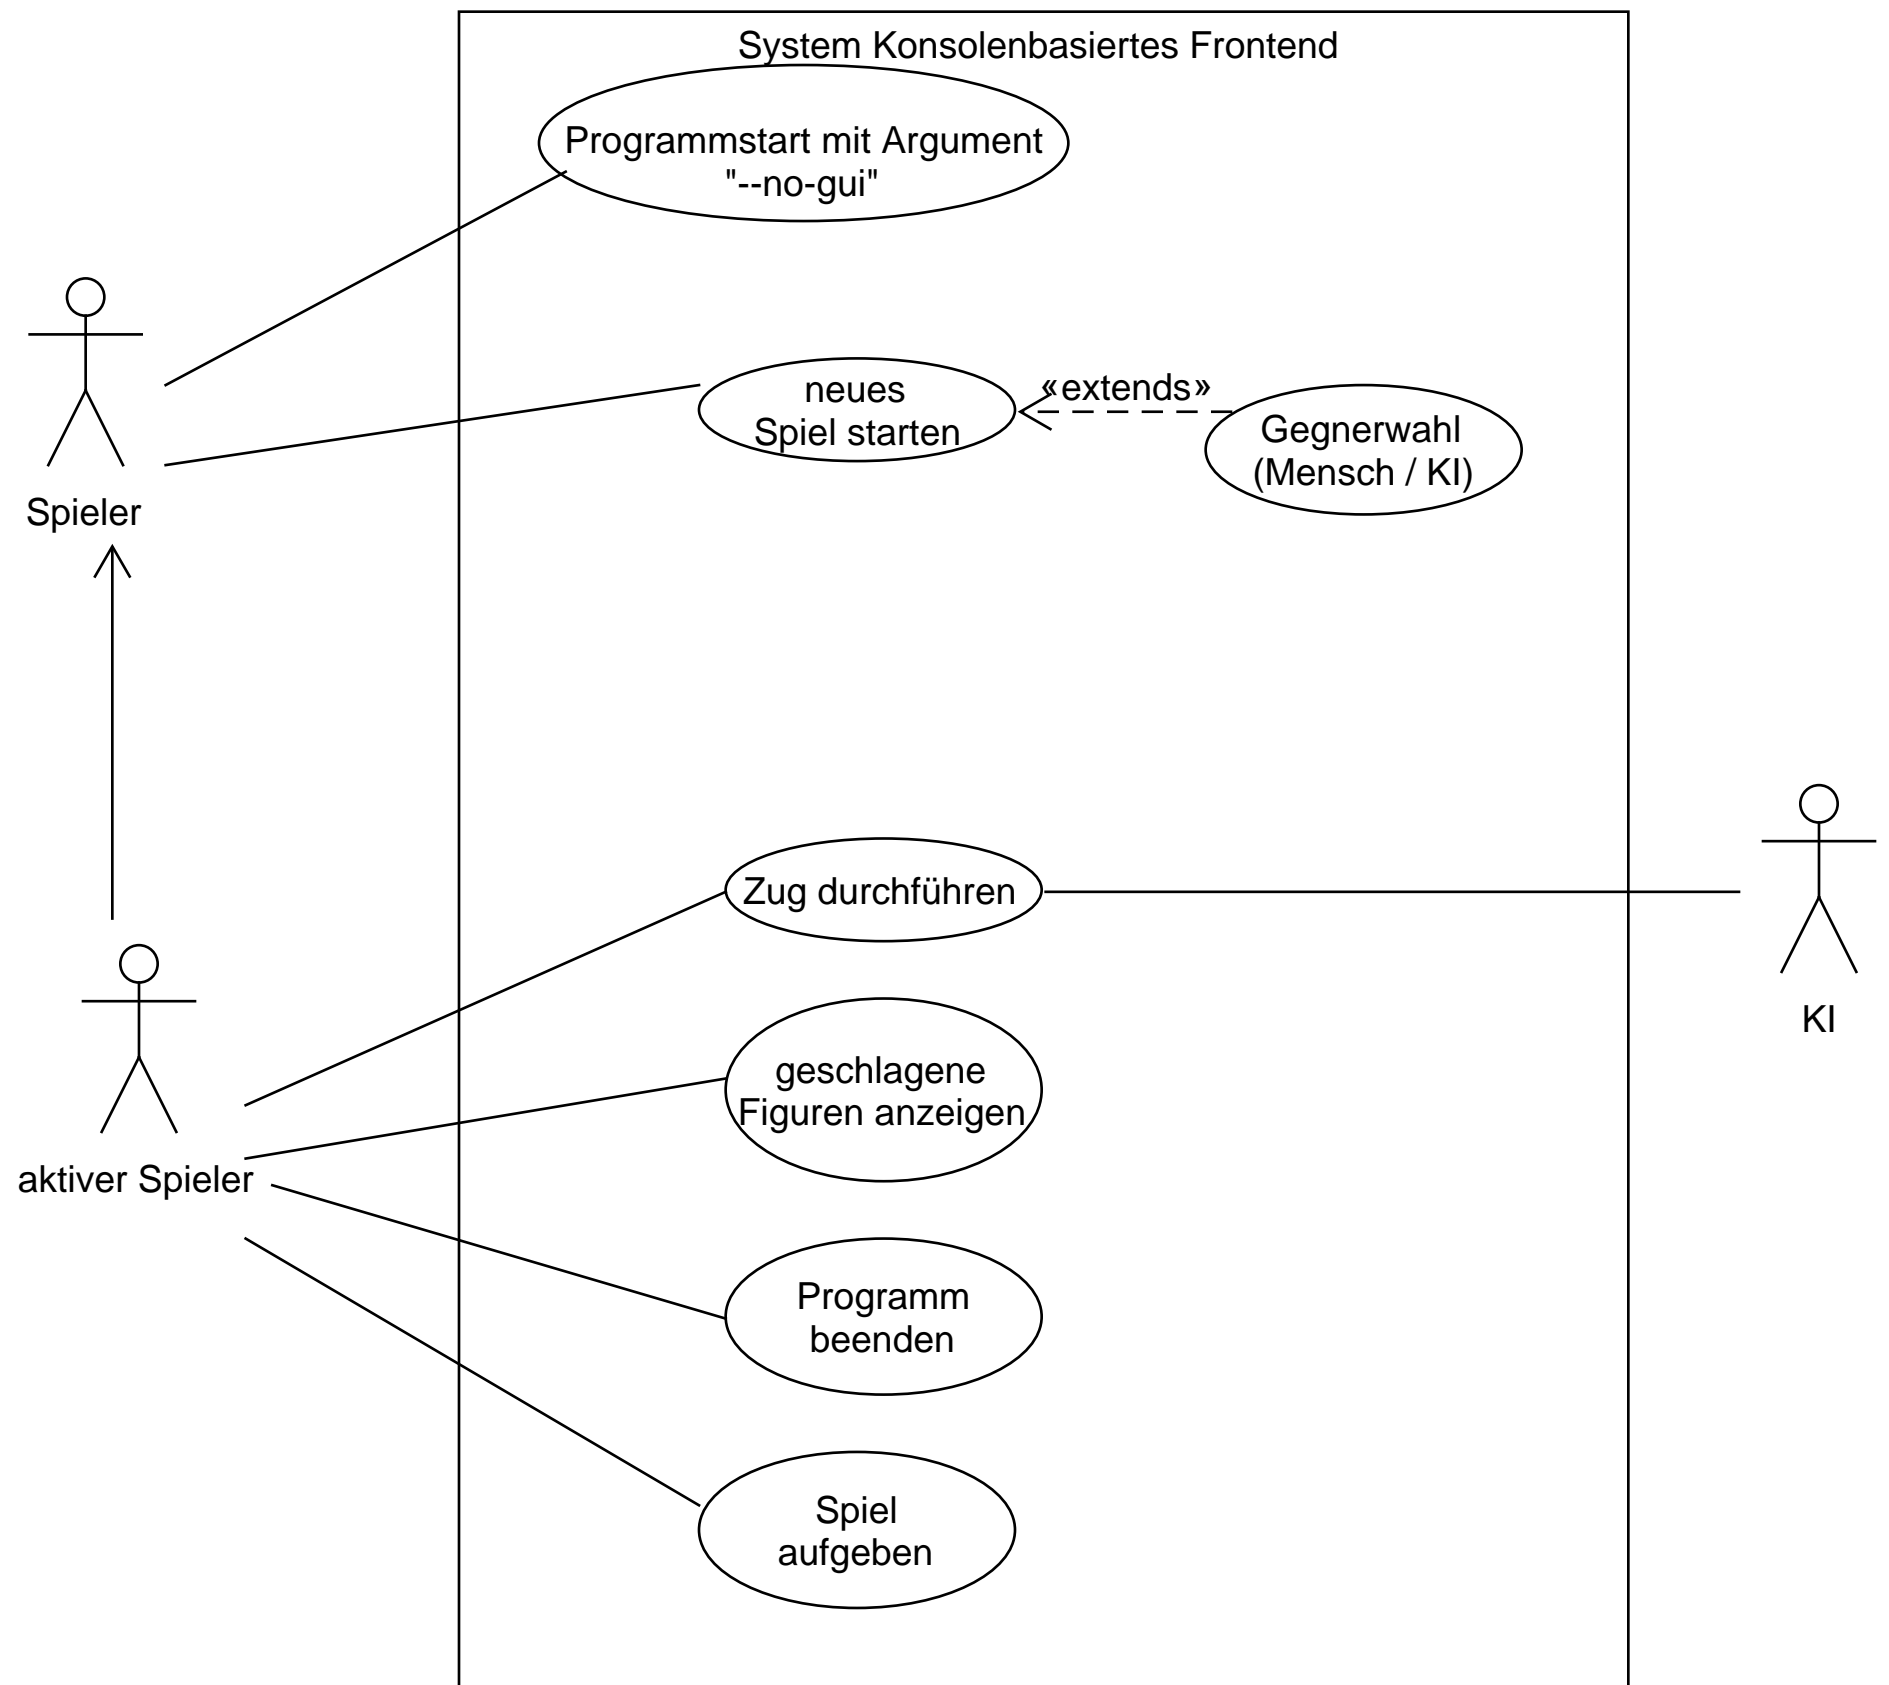 System Konsolenbasiertes Frontend
Programmstart mit Argument
"--no-gui"
neues
Spiel starten
«extends»
Gegnerwahl
(Mensch / KI)
Spieler
Zug durchführen
KI
geschlagene
Figuren anzeigen
aktiver Spieler
Programm
beenden
Spiel
aufgeben